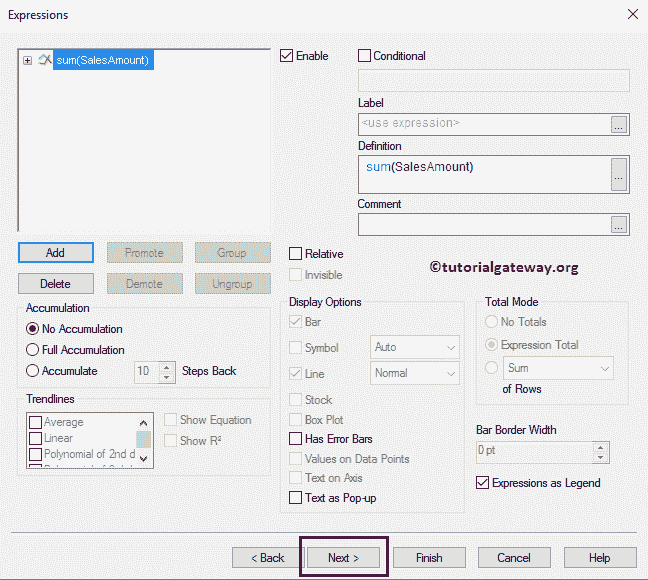 Expressions
sum(SalesAmount)
Enable
Conditional
Label
<use expression>
...
Definition
sum(SalesAmount)
...
Comment
...
Add
Promote
Group
Delete
Demote
Ungroup
Relative
Invisible
©tutorialgateway.org
Accumulation
No Accumulation
Full Accumulation
Accumulate
10
Steps Back
Trendlines
Average
Linear
Polynomial of 2nd d
Show Equation
Show R²
Display Options
Bar
Symbol
Auto
Line
Normal
Stock
Box Plot
Has Error Bars
Values on Data Points
Text on Axis
Text as Pop-up
Total Mode
No Totals
Expression Total
Sum
of Rows
Bar Border Width
0 pt
Expressions as Legend
< Back
Next >
Finish
Cancel
Help